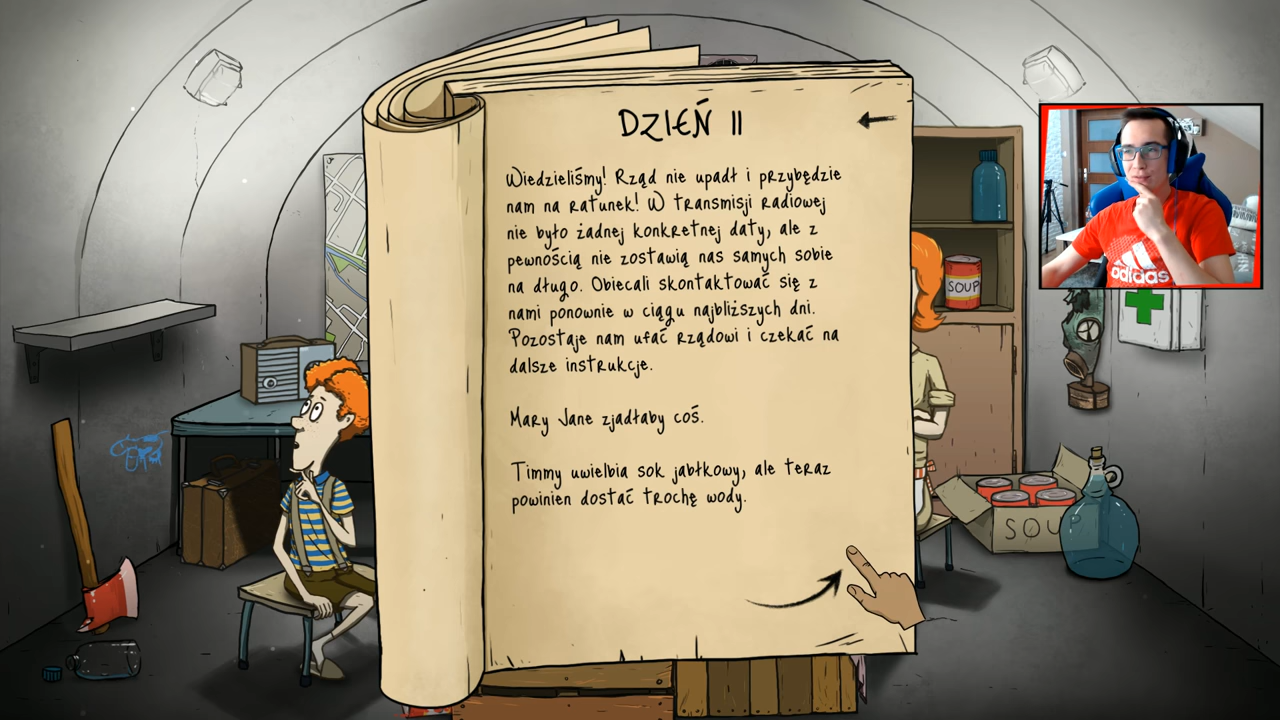 DZIEŃ 11
Wiedzieliśmy! Rząd nie upadł i przybędzie
nam na ratunek! W transmisji radiowej
nie było żadnej konkretnej daty, ale z
pewnością nie zostawią nas samych sobie
na długo. Obiecali skontaktować się z
nami ponownie w ciągu najbliższych dni.
Pozostaje nam ufać rządowi i czekać na
dalsze instrukcje.
Mary Jane zjadłaby coś.
Timmy uwielbia sok jabłkowy, ale teraz
powinien dostać trochę wody.
SOUP
SOUP
adidas